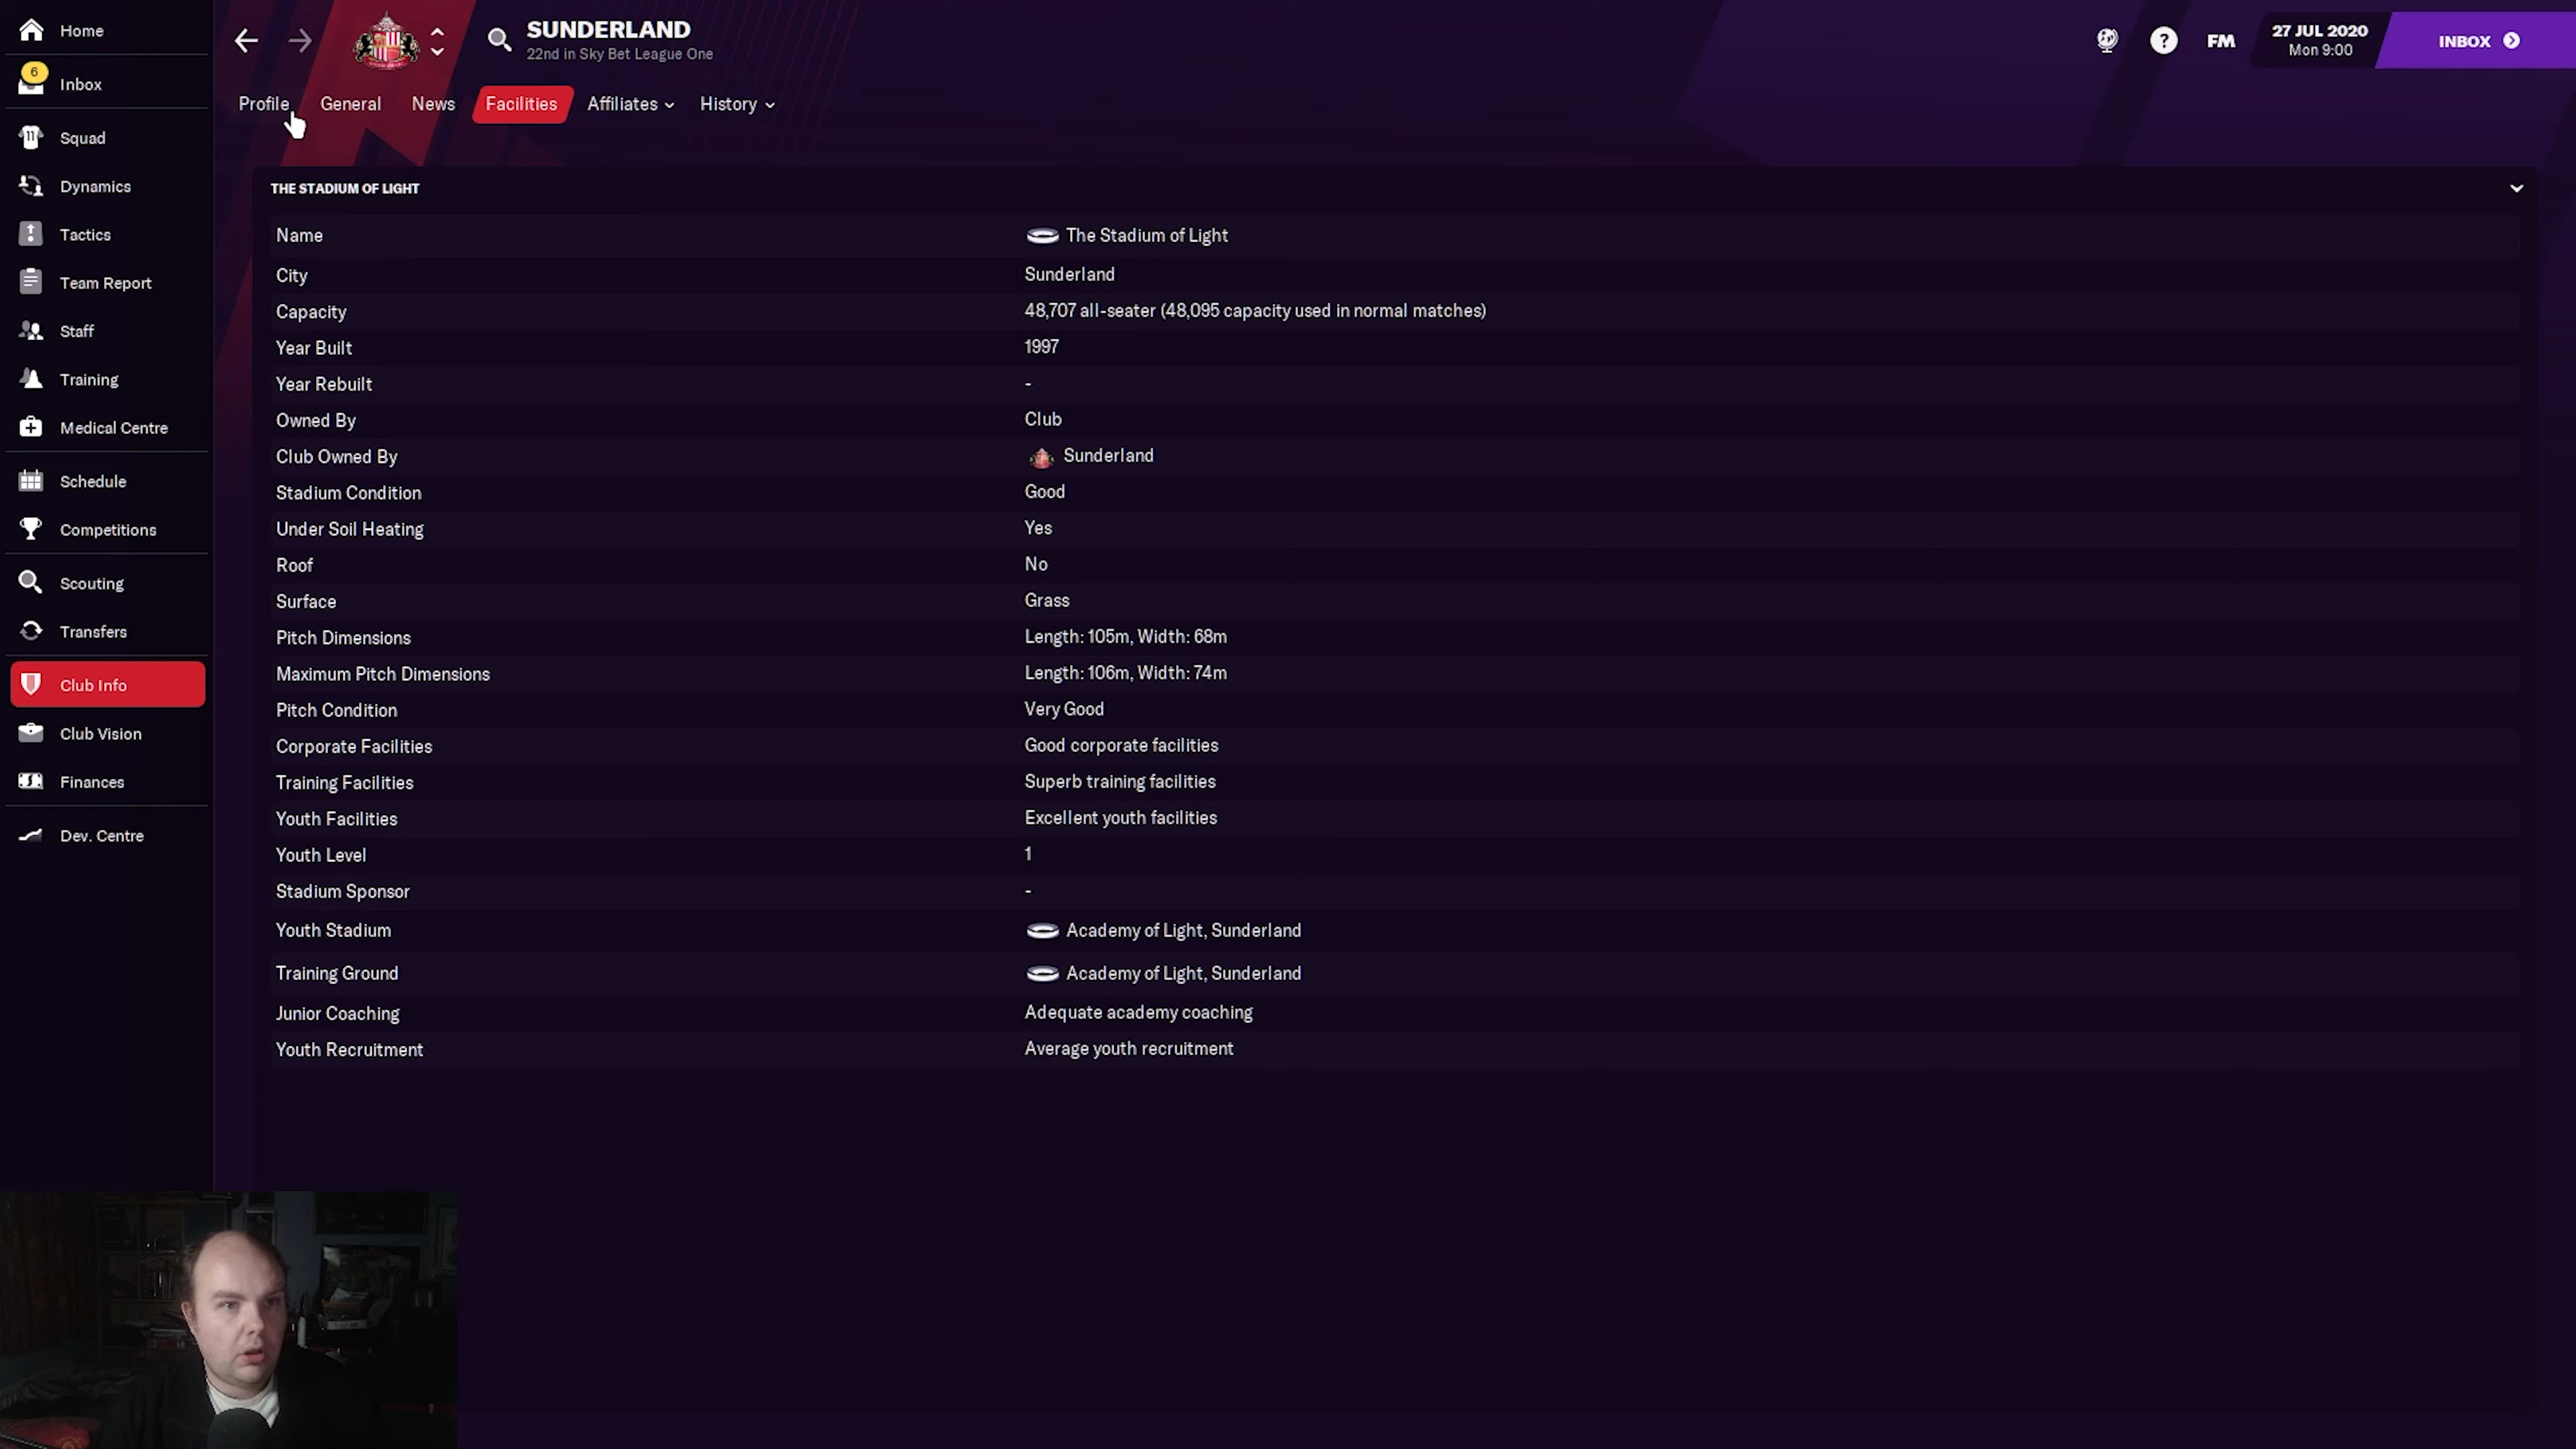 Home
6
Inbox
11
Squad
Dynamics
Tactics
Team Report
Staff
Training
Medical Centre
Schedule
Competitions
Scouting
Transfers
Club Info
Club Vision
Finances
Dev. Centre
SUNDERLAND
22nd in Sky Bet League One
? FM
27 JUL 2020
Mon 9:00
INBOX
Profile General News Facilities Affiliates History
THE STADIUM OF LIGHT
Name The Stadium of Light
City Sunderland
Capacity 48,707 all-seater (48,095 capacity used in normal matches)
Year Built 1997
Year Rebuilt -
Owned By Club
Club Owned By Sunderland
Stadium Condition Good
Under Soil Heating Yes
Roof No
Surface Grass
Pitch Dimensions Length: 105m, Width: 68m
Maximum Pitch Dimensions Length: 106m, Width: 74m
Pitch Condition Very Good
Corporate Facilities Good corporate facilities
Training Facilities Superb training facilities
Youth Facilities Excellent youth facilities
Youth Level 1
Stadium Sponsor -
Youth Stadium Academy of Light, Sunderland
Training Ground Academy of Light, Sunderland
Junior Coaching Adequate academy coaching
Youth Recruitment Average youth recruitment